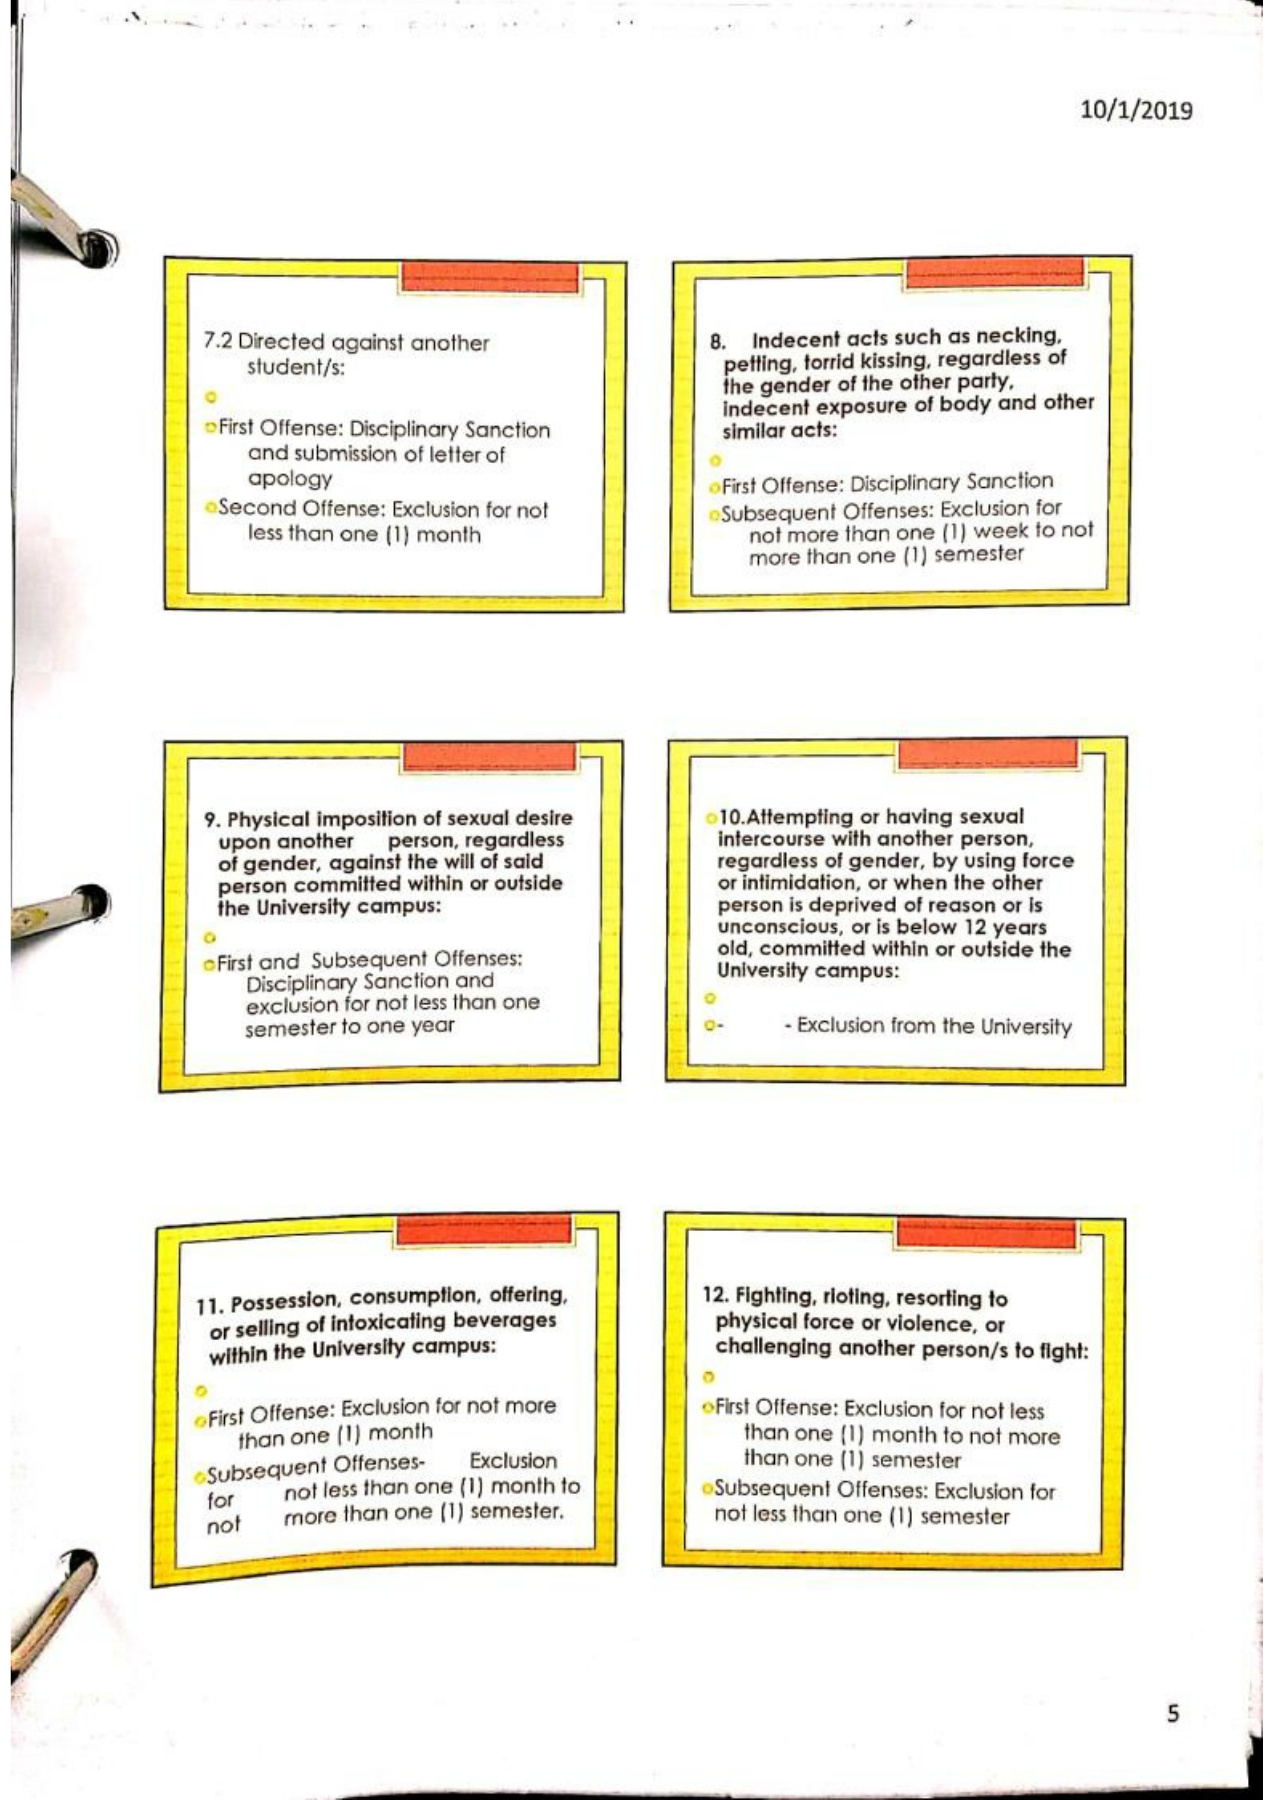 10/1/2019
7.2 Directed against another
student/s:
First Offense: Disciplinary Sanction
and submission of letter of
apology
Second Offense: Exclusion for not
less than one (1) month
8. Indecent acts such as necking,
petting, torrid kissing, regardless of
the gender of the other party,
indecent exposure of body and other
similar acts:
First Offense: Disciplinary Sanction
Subsequent Offenses: Exclusion for
not more than one (1) week to not
more than one (1) semester
9. Physical imposition of sexual desire
upon another person, regardless
of gender, against the will of said
person committed within or outside
the University campus:
First and Subsequent Offenses:
Disciplinary Sanction and
exclusion for not less than one
semester to one year
10.Attempting or having sexual
intercourse with another person,
regardless of gender, by using force
or intimidation, or when the other
person is deprived of reason or is
unconscious, or is below 12 years
old, committed within or outside the
University campus:
- - Exclusion from the University
11. Possession, consumption, offering,
or selling of intoxicating beverages
within the University campus:
First Offense: Exclusion for not more
than one (1) month
Subsequent Offenses- Exclusion
for not less than one (1) month to
not more than one (1) semester.
12. Fighting, rioting, resorting to
physical force or violence, or
challenging another person/s to fight:
First Offense: Exclusion for not less
than one (1) month to not more
than one (1) semester
Subsequent Offenses: Exclusion for
not less than one (1) semester
5